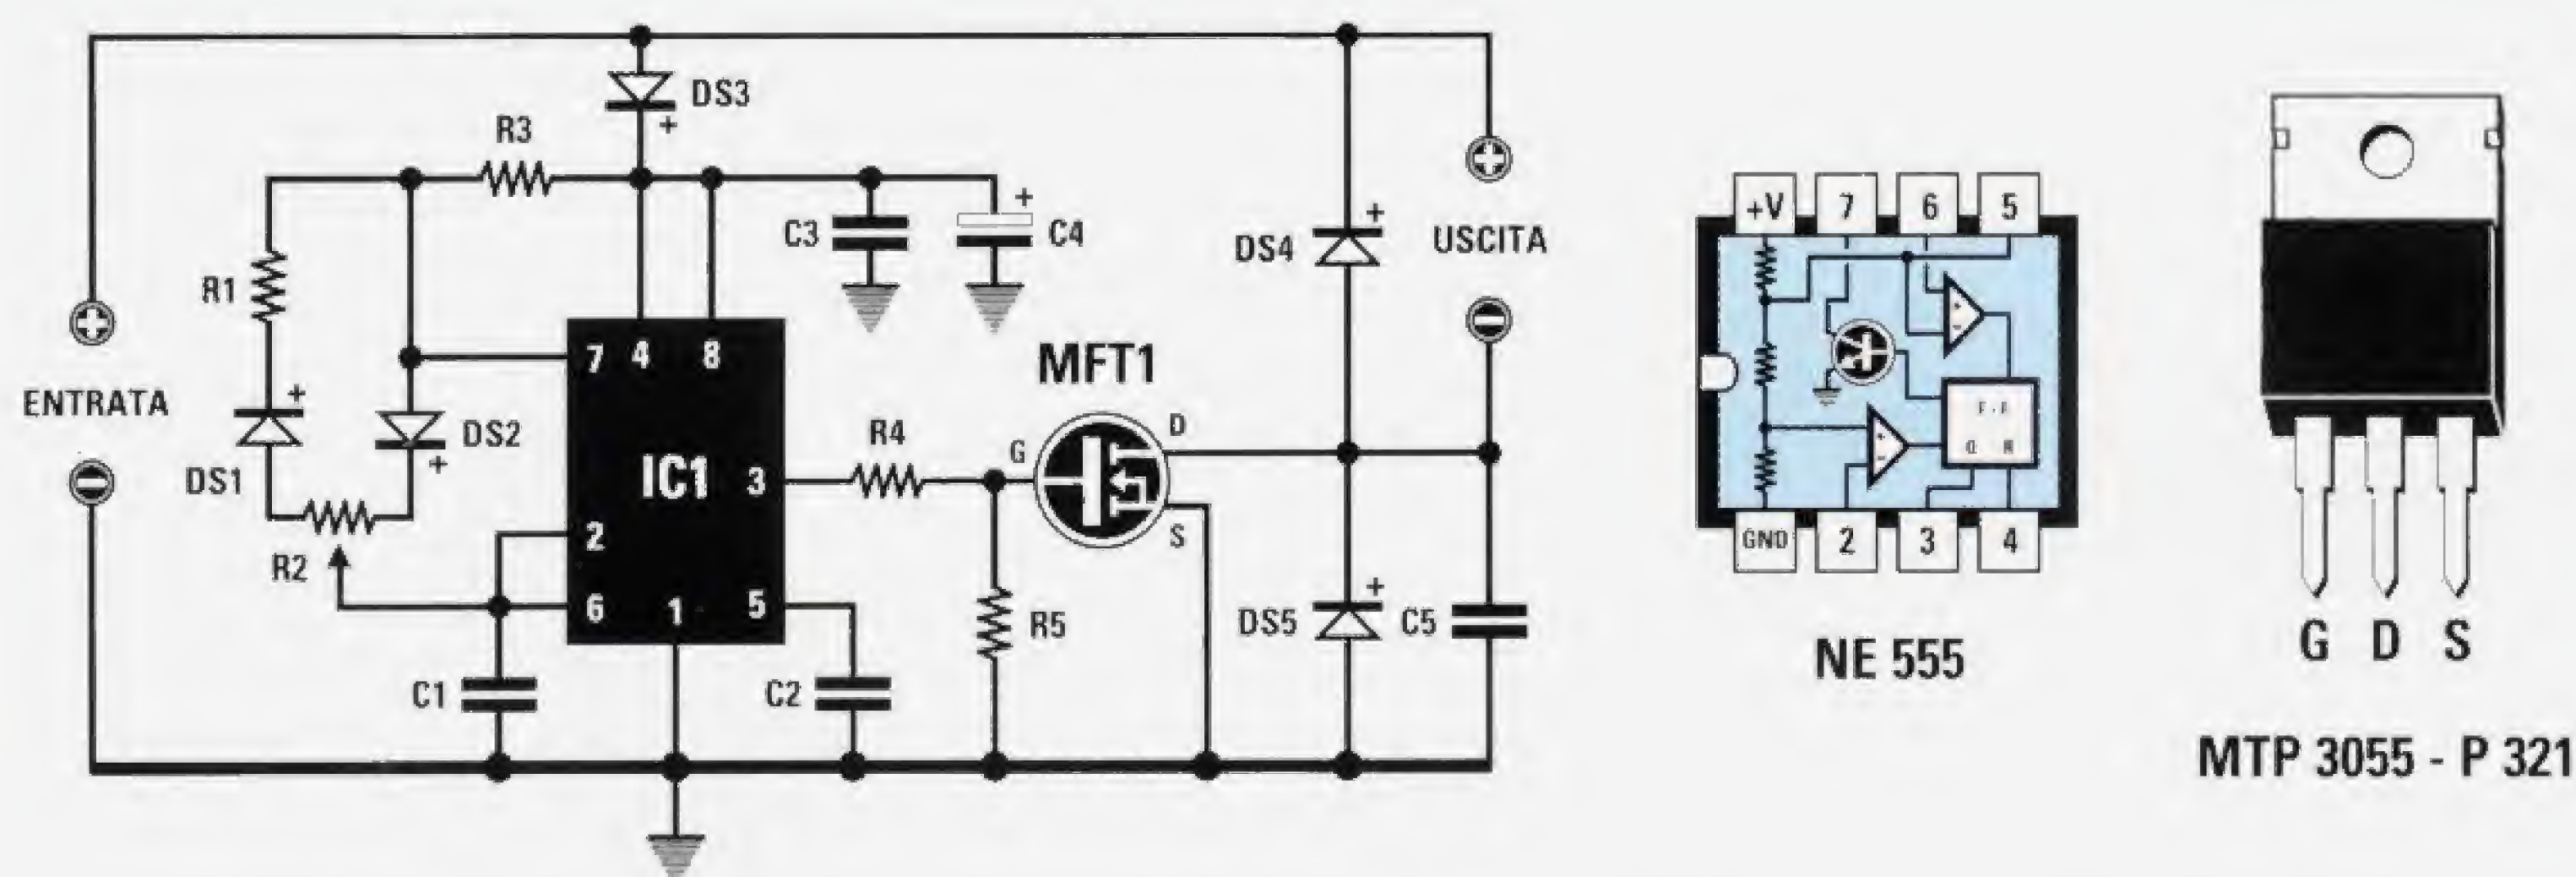 DS3
+
R3
+
C3
C4
R1
+
DS4
USCITA
ENTRATA
+
DS1
DS2
+
R2
7
4
8
IC1
3
2
6
1
5
R4
MFT1
G
D
S
R5
C1
C2
+
DS5
C5
+V
7
6
5
F-F
Q
R
GND
2
3
4
NE 555
G D S
MTP 3055 - P 321